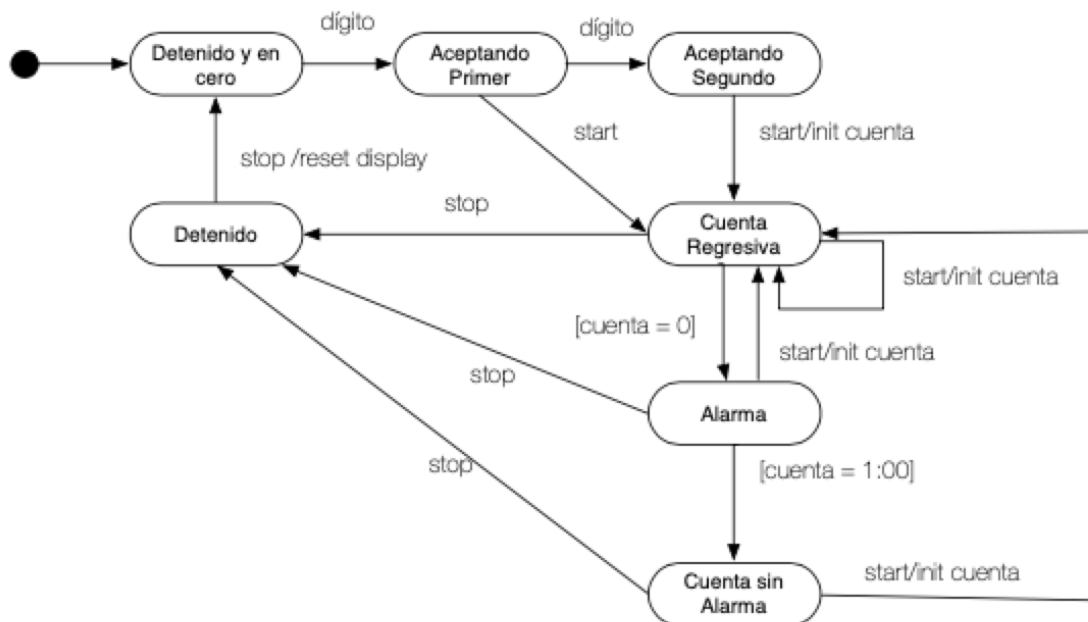 dígito
dígito
Detenido y en
cero
Aceptando
Primer
Aceptando
Segundo
start
start/init cuenta
stop /reset display
stop
Detenido
Cuenta
Regresiva
start/init cuenta
[cuenta = 0]
start/init cuenta
stop
Alarma
stop
[cuenta = 1:00]
Cuenta sin
Alarma
start/init cuenta